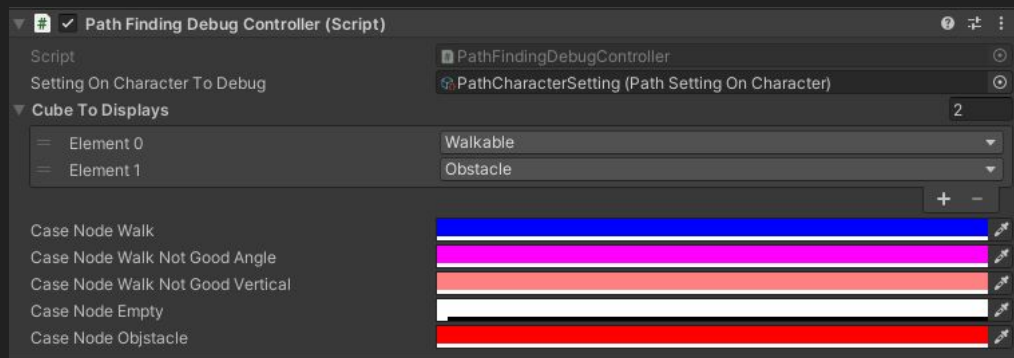 Path Finding Debug Controller (Script)
Script PathFindingDebugController
Setting On Character To Debug PathCharacterSetting (Path Setting On Character)
Cube To Displays 2
Element 0 Walkable
Element 1 Obstacle
+ −
Case Node Walk
Case Node Walk Not Good Angle
Case Node Walk Not Good Vertical
Case Node Empty
Case Node Objstacle